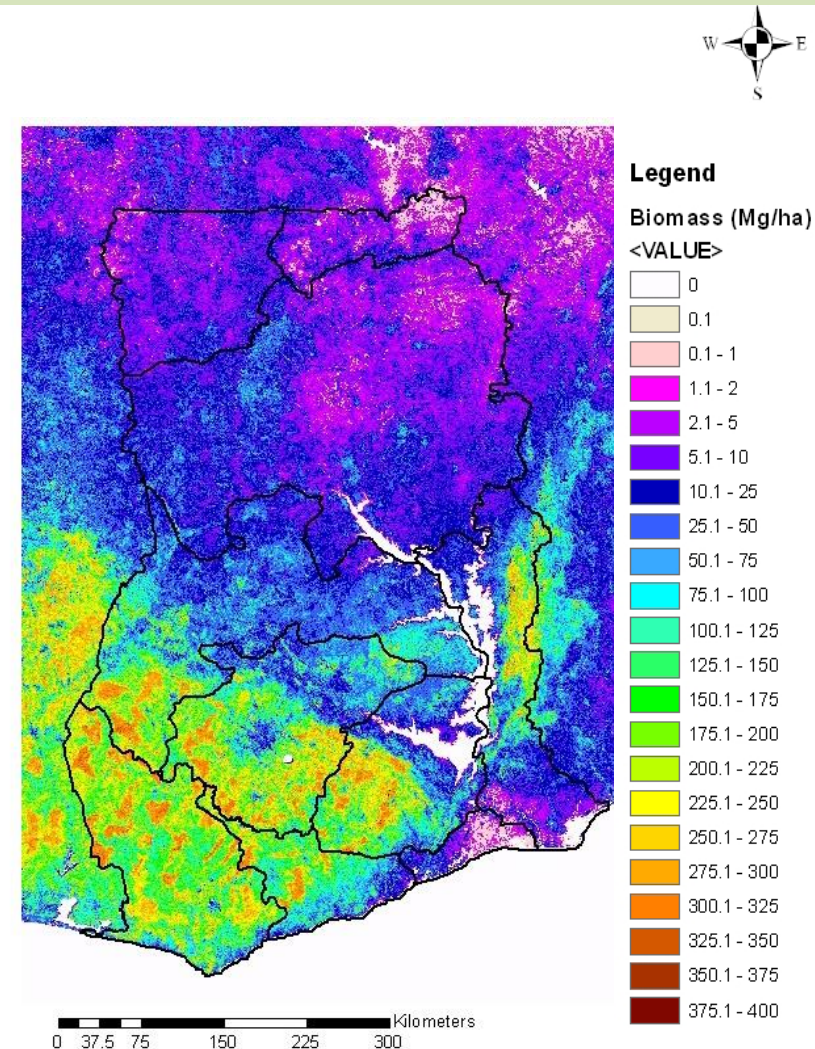 W E
S
Legend
Biomass (Mg/ha)
<VALUE>
0
0.1
0.1 - 1
1.1 - 2
2.1 - 5
5.1 - 10
10.1 - 25
25.1 - 50
50.1 - 75
75.1 - 100
100.1 - 125
125.1 - 150
150.1 - 175
175.1 - 200
200.1 - 225
225.1 - 250
250.1 - 275
275.1 - 300
300.1 - 325
325.1 - 350
350.1 - 375
375.1 - 400
Kilometers
0 37.5 75 150 225 300